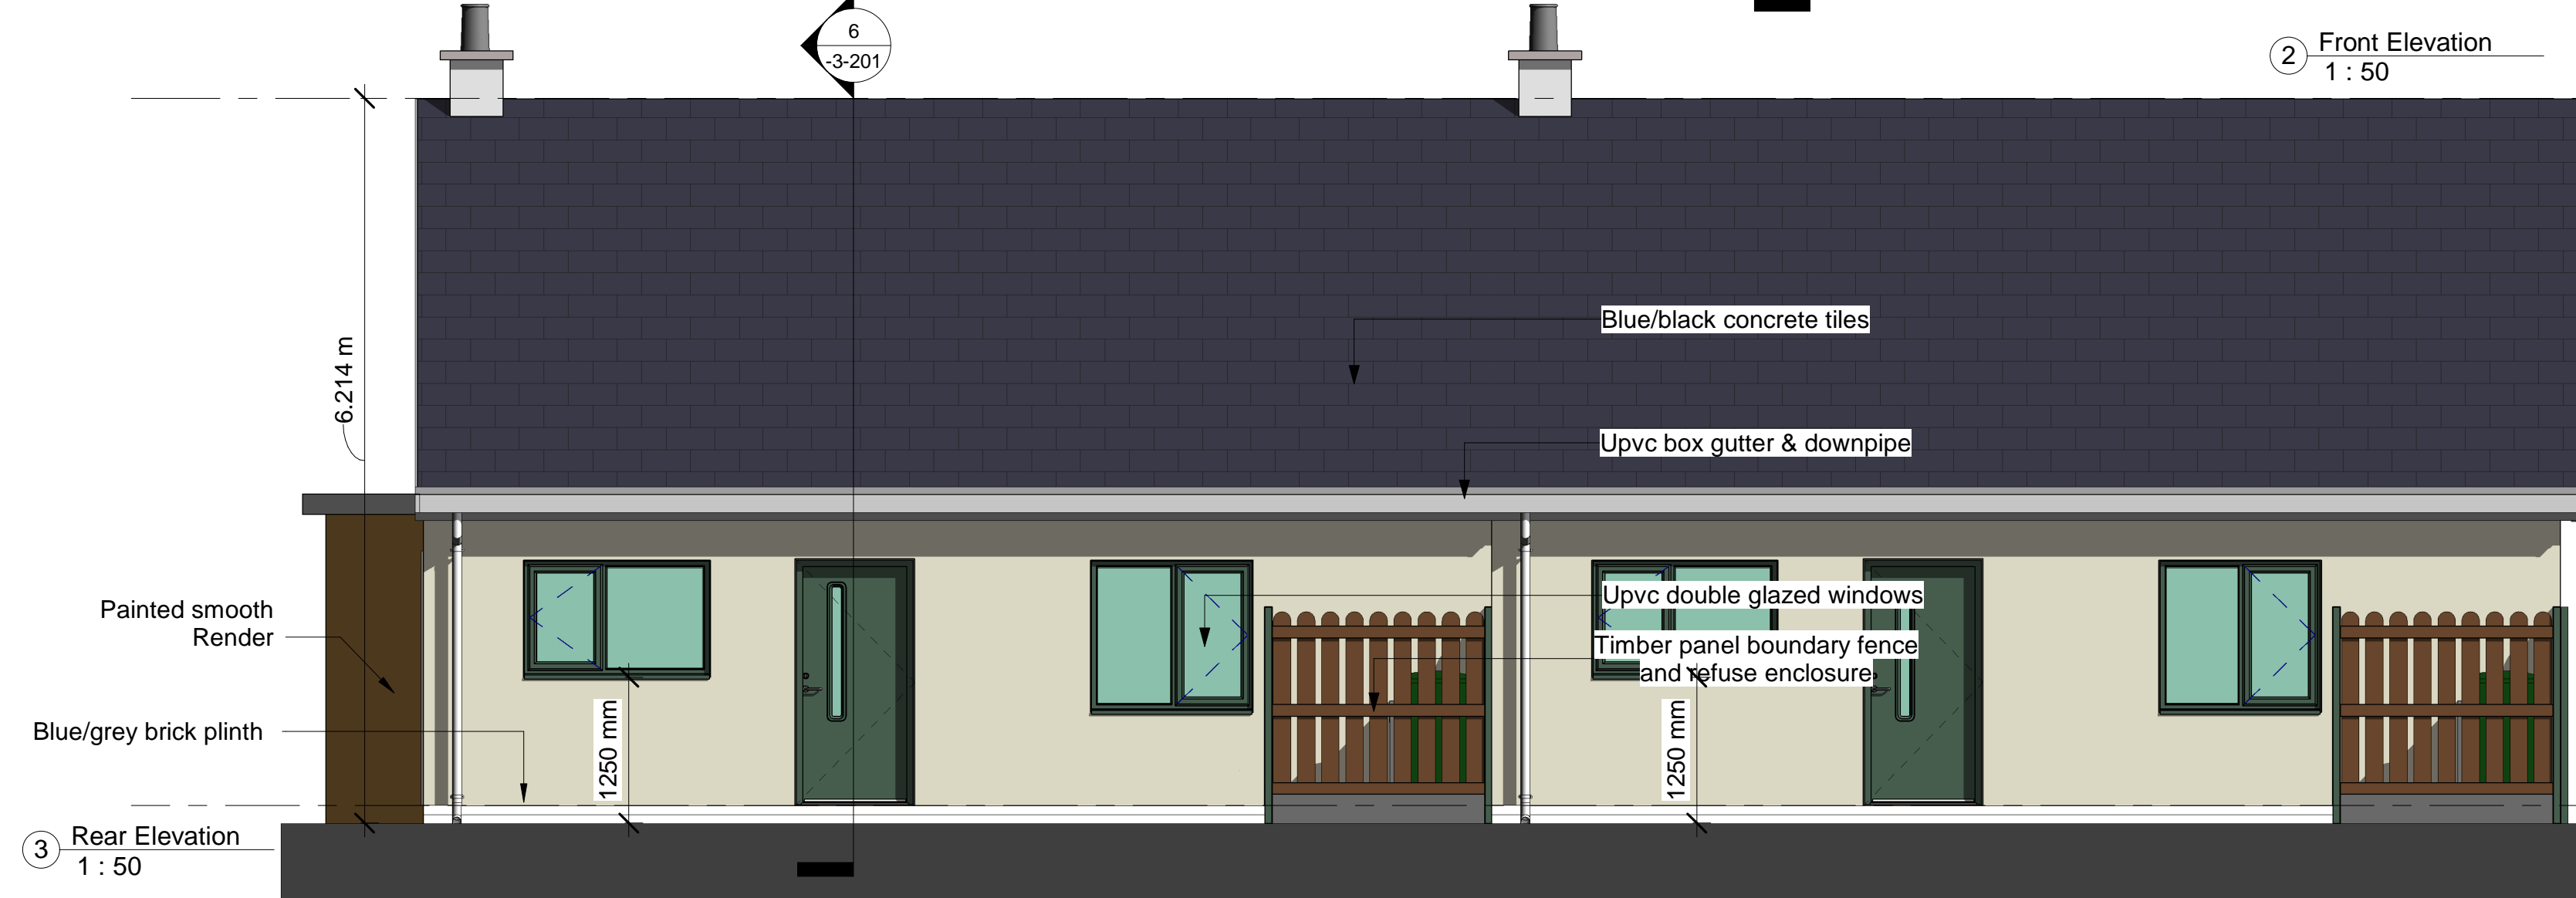 6
-3-201
2
Front Elevation
1 : 50
6.214 m
Blue/black concrete tiles
Upvc box gutter & downpipe
Upvc double glazed windows
Timber panel boundary fence
and refuse enclosure
Painted smooth
Render
Blue/grey brick plinth
1250 mm
1250 mm
3
Rear Elevation
1 : 50